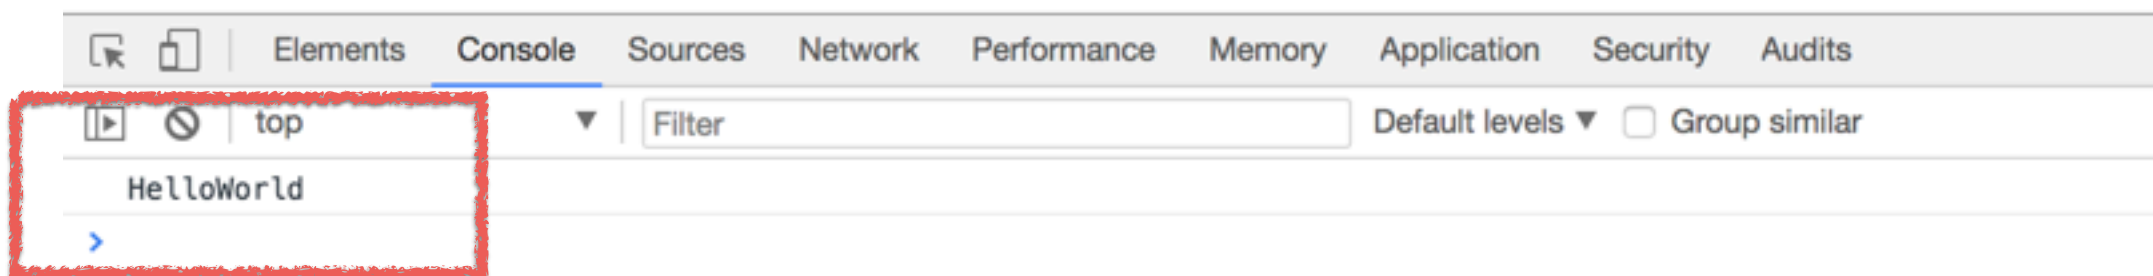 Elements Console Sources Network Performance Memory Application Security Audits
top Filter Default levels Group similar
HelloWorld